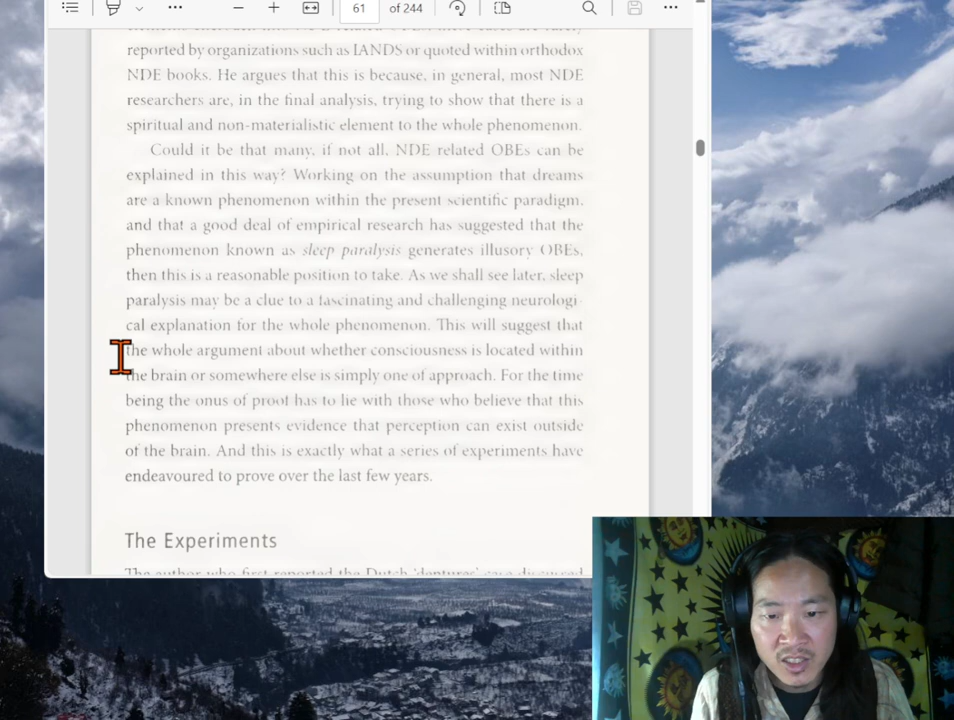 61 of 244
reported by organizations such as IANDS or quoted within orthodox
NDE books. He argues that this is because, in general, most NDE
researchers are, in the final analysis, trying to show that there is a
spiritual and non-materialistic element to the whole phenomenon.
Could it be that many, if not all, NDE related OBEs can be
explained in this way? Working on the assumption that dreams
are a known phenomenon within the present scientific paradigm,
and that a good deal of empirical research has suggested that the
phenomenon known as sleep paralysis generates illusory OBEs,
then this is a reasonable position to take. As we shall see later, sleep
paralysis may be a clue to a fascinating and challenging neurologi-
cal explanation for the whole phenomenon. This will suggest that
the whole argument about whether consciousness is located within
the brain or somewhere else is simply one of approach. For the time
being the onus of proof has to lie with those who believe that this
phenomenon presents evidence that perception can exist outside
of the brain. And this is exactly what a series of experiments have
endeavoured to prove over the last few years.
The Experiments
The author who first reported the Dutch 'dentures' case discussed